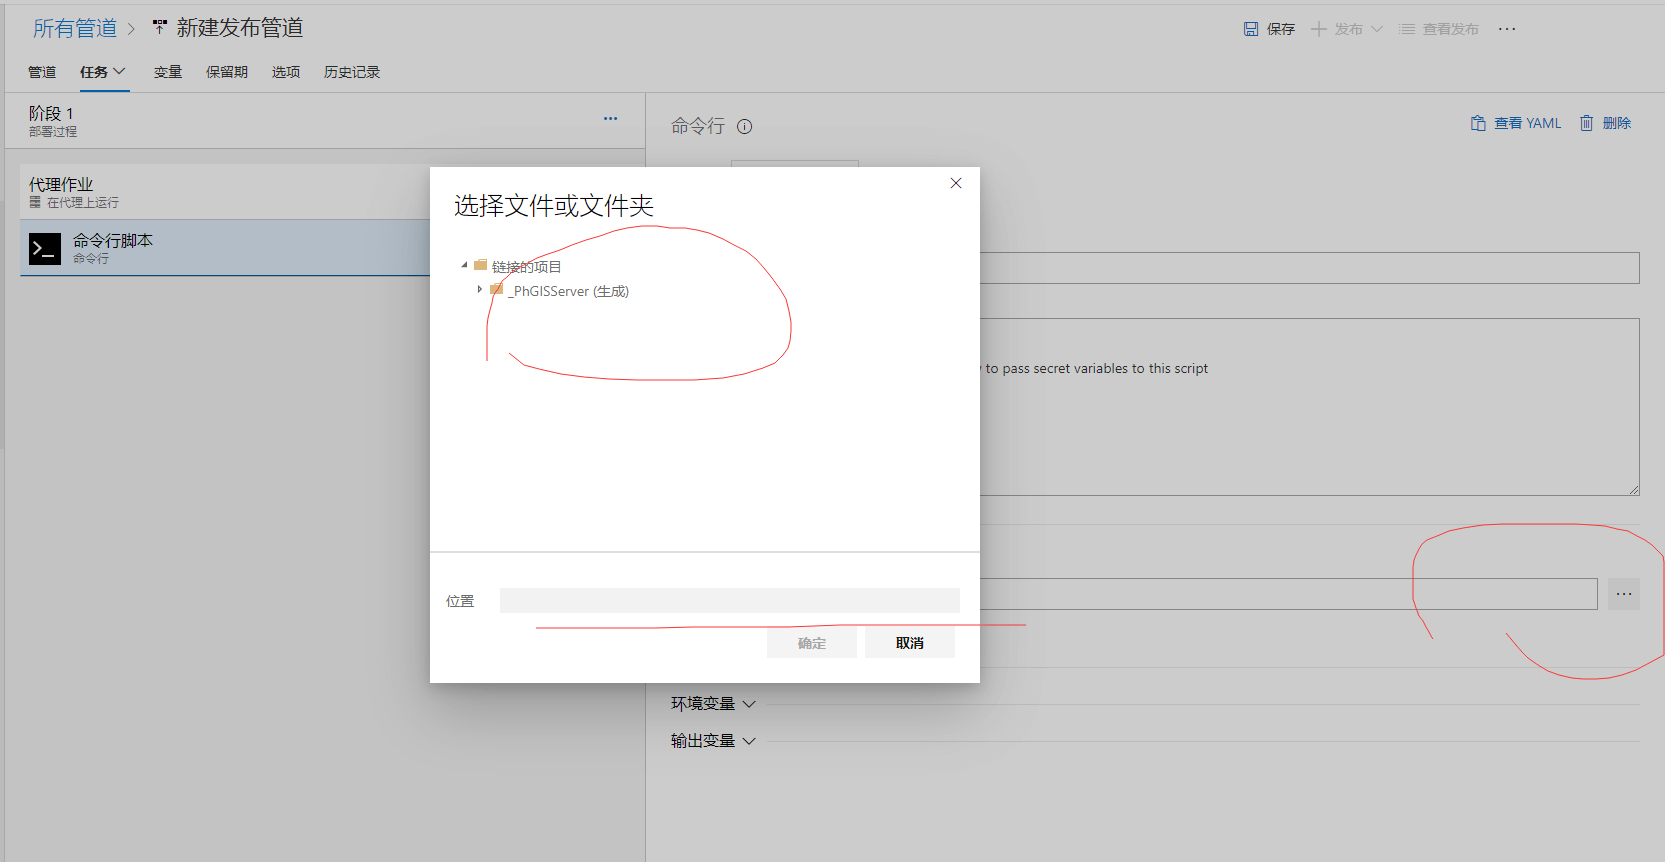 所有管道 > 新建发布管道
保存 发布 查看发布 ...
管道 任务 变量 保留期 选项 历史记录
阶段 1
部署过程
...
命令行
查看 YAML 删除
代理作业
在代理上运行
命令行脚本
命令行
选择文件或文件夹
链接的项目
_PhGISServer (生成)
to pass secret variables to this script
...
位置
确定 取消
环境变量
输出变量